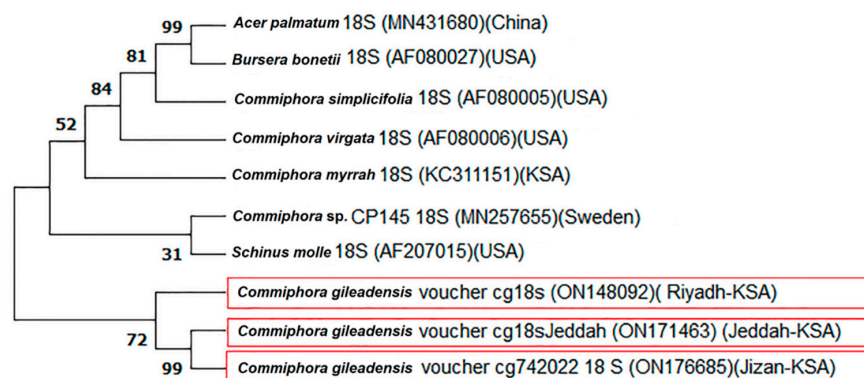 99 Acer palmatum 18S (MN431680)(China)
81 Bursera bonetii 18S (AF080027)(USA)
84 Commiphora simplicifolia 18S (AF080005)(USA)
52 Commiphora virgata 18S (AF080006)(USA)
Commiphora myrrah 18S (KC311151)(KSA)
Commiphora sp. CP145 18S (MN257655)(Sweden)
31 Schinus molle 18S (AF207015)(USA)
Commiphora gileadensis voucher cg18s (ON148092)( Riyadh-KSA)
72 Commiphora gileadensis voucher cg18sJeddah (ON171463) (Jeddah-KSA)
99 Commiphora gileadensis voucher cg742022 18 S (ON176685)(Jizan-KSA)